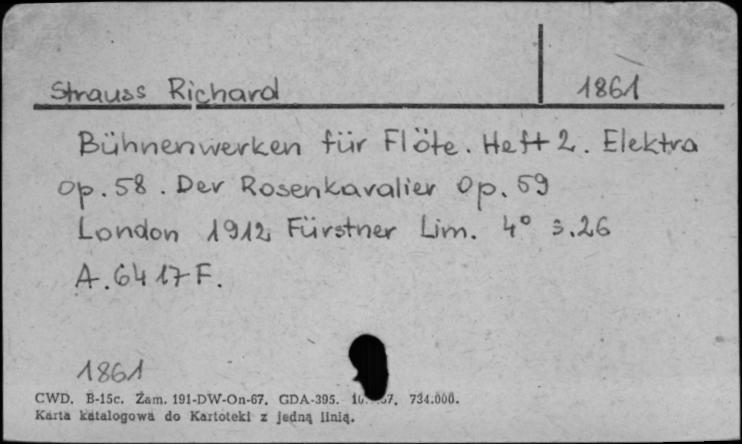 Strauss Richard 1861
Bühnenwerken für Flöte. Heft 2. Elektra
Op. 58. Der Rosenkavalier Op. 59
London 1912 Fürstner Lim. 4° s. 26
A. 6417 F.
1861
CWD. B-15c. Zam. 191-DW-On-67. GDA-395. 734.000.
Karta katalogowa do Kartoteki z jedną linią.